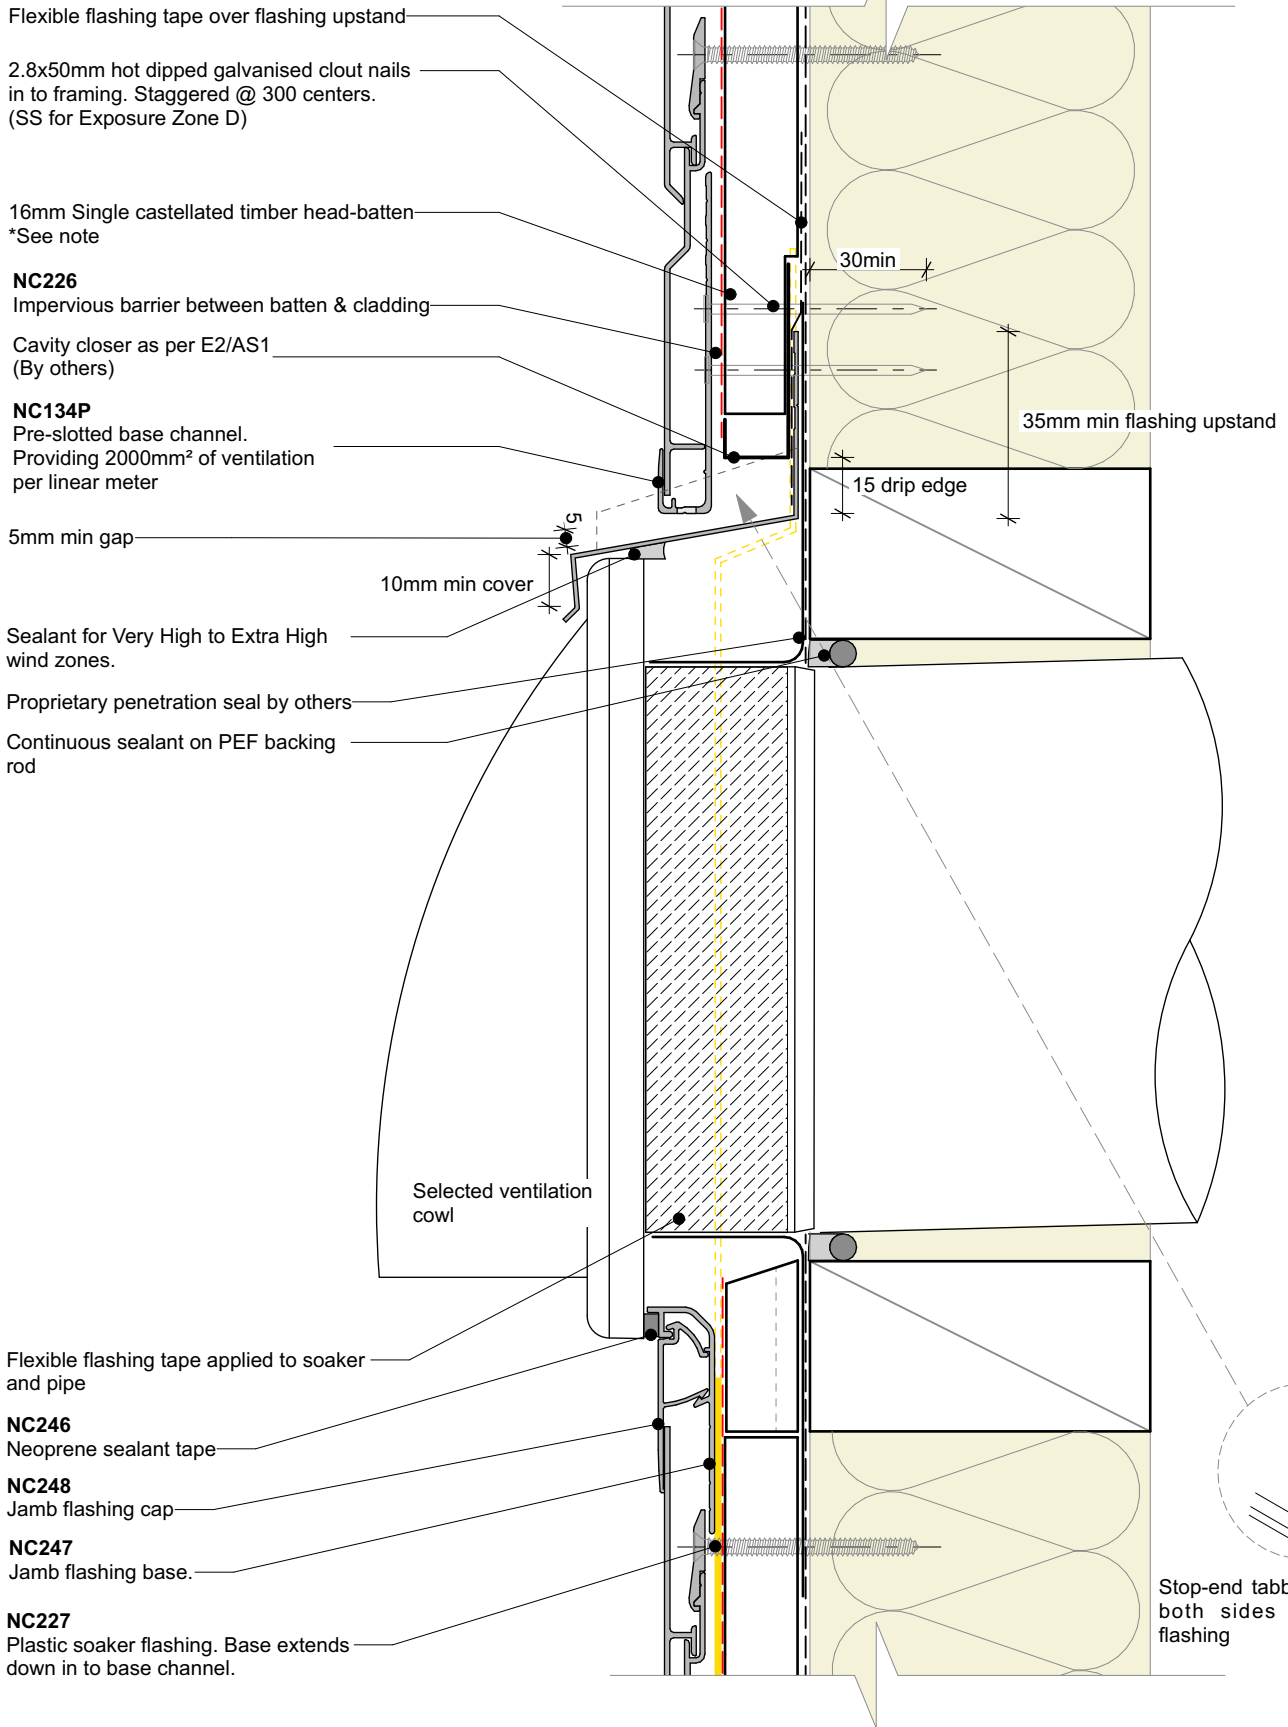 Flexible flashing tape over flashing upstand
2.8x50mm hot dipped galvanised clout nails
in to framing. Staggered @ 300 centers.
(SS for Exposure Zone D)
16mm Single castellated timber head-batten
*See note
NC226
Impervious barrier between batten & cladding
Cavity closer as per E2/AS1
(By others)
NC134P
Pre-slotted base channel.
Providing 2000mm² of ventilation
per linear meter
5mm min gap
5
10mm min cover
30min
35mm min flashing upstand
15 drip edge
Sealant for Very High to Extra High
wind zones.
Proprietary penetration seal by others
Continuous sealant on PEF backing
rod
Selected ventilation
cowl
Flexible flashing tape applied to soaker
and pipe
NC246
Neoprene sealant tape
NC248
Jamb flashing cap
NC247
Jamb flashing base.
NC227
Plastic soaker flashing. Base extends
down in to base channel.
Stop-end tabb
both sides
flashing